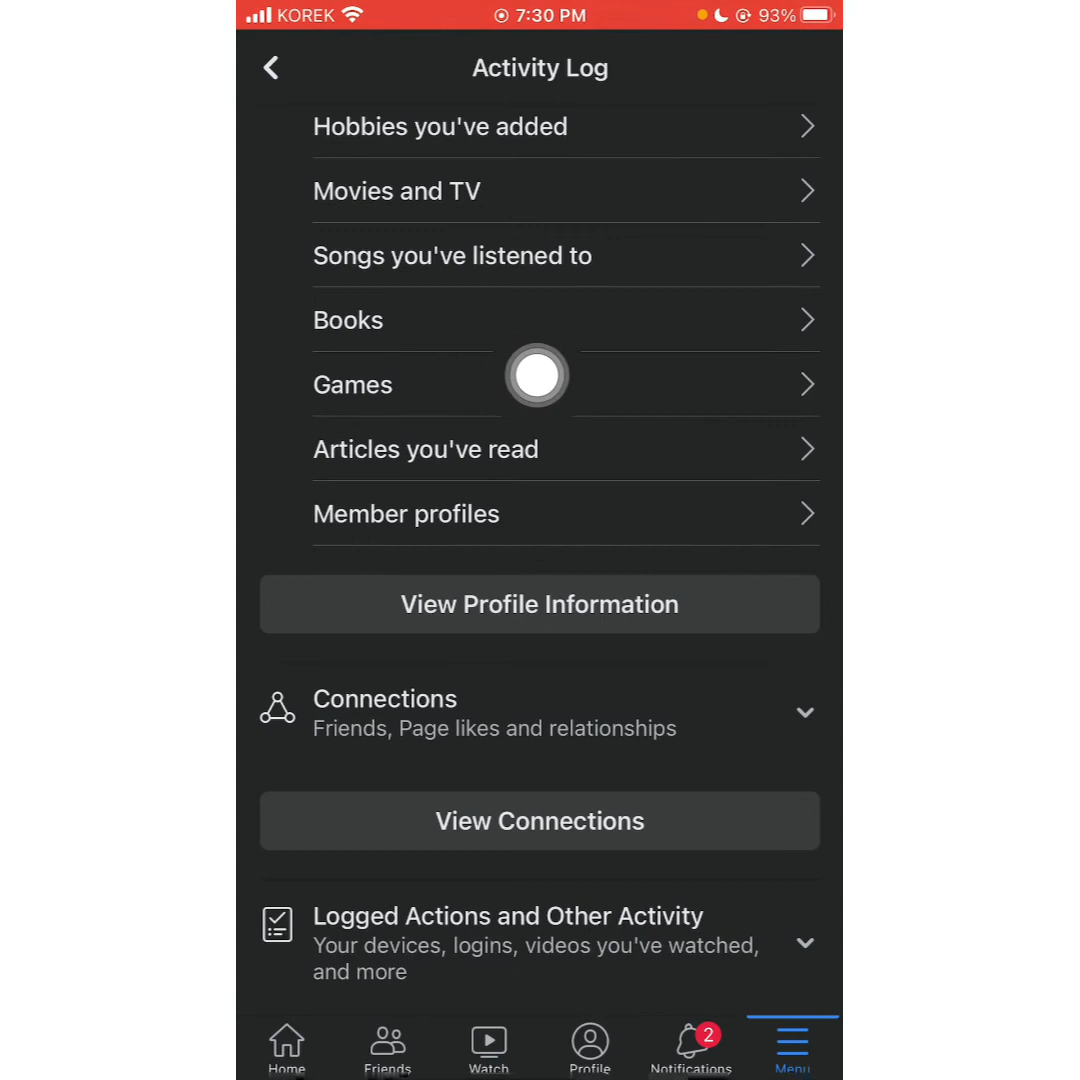 KOREK 7:30 PM 93%
Activity Log
Hobbies you've added
Movies and TV
Songs you've listened to
Books
Games
Articles you've read
Member profiles
View Profile Information
Connections
Friends, Page likes and relationships
View Connections
Logged Actions and Other Activity
Your devices, logins, videos you've watched,
and more
2
Home Friends Watch Profile Notifications Menu